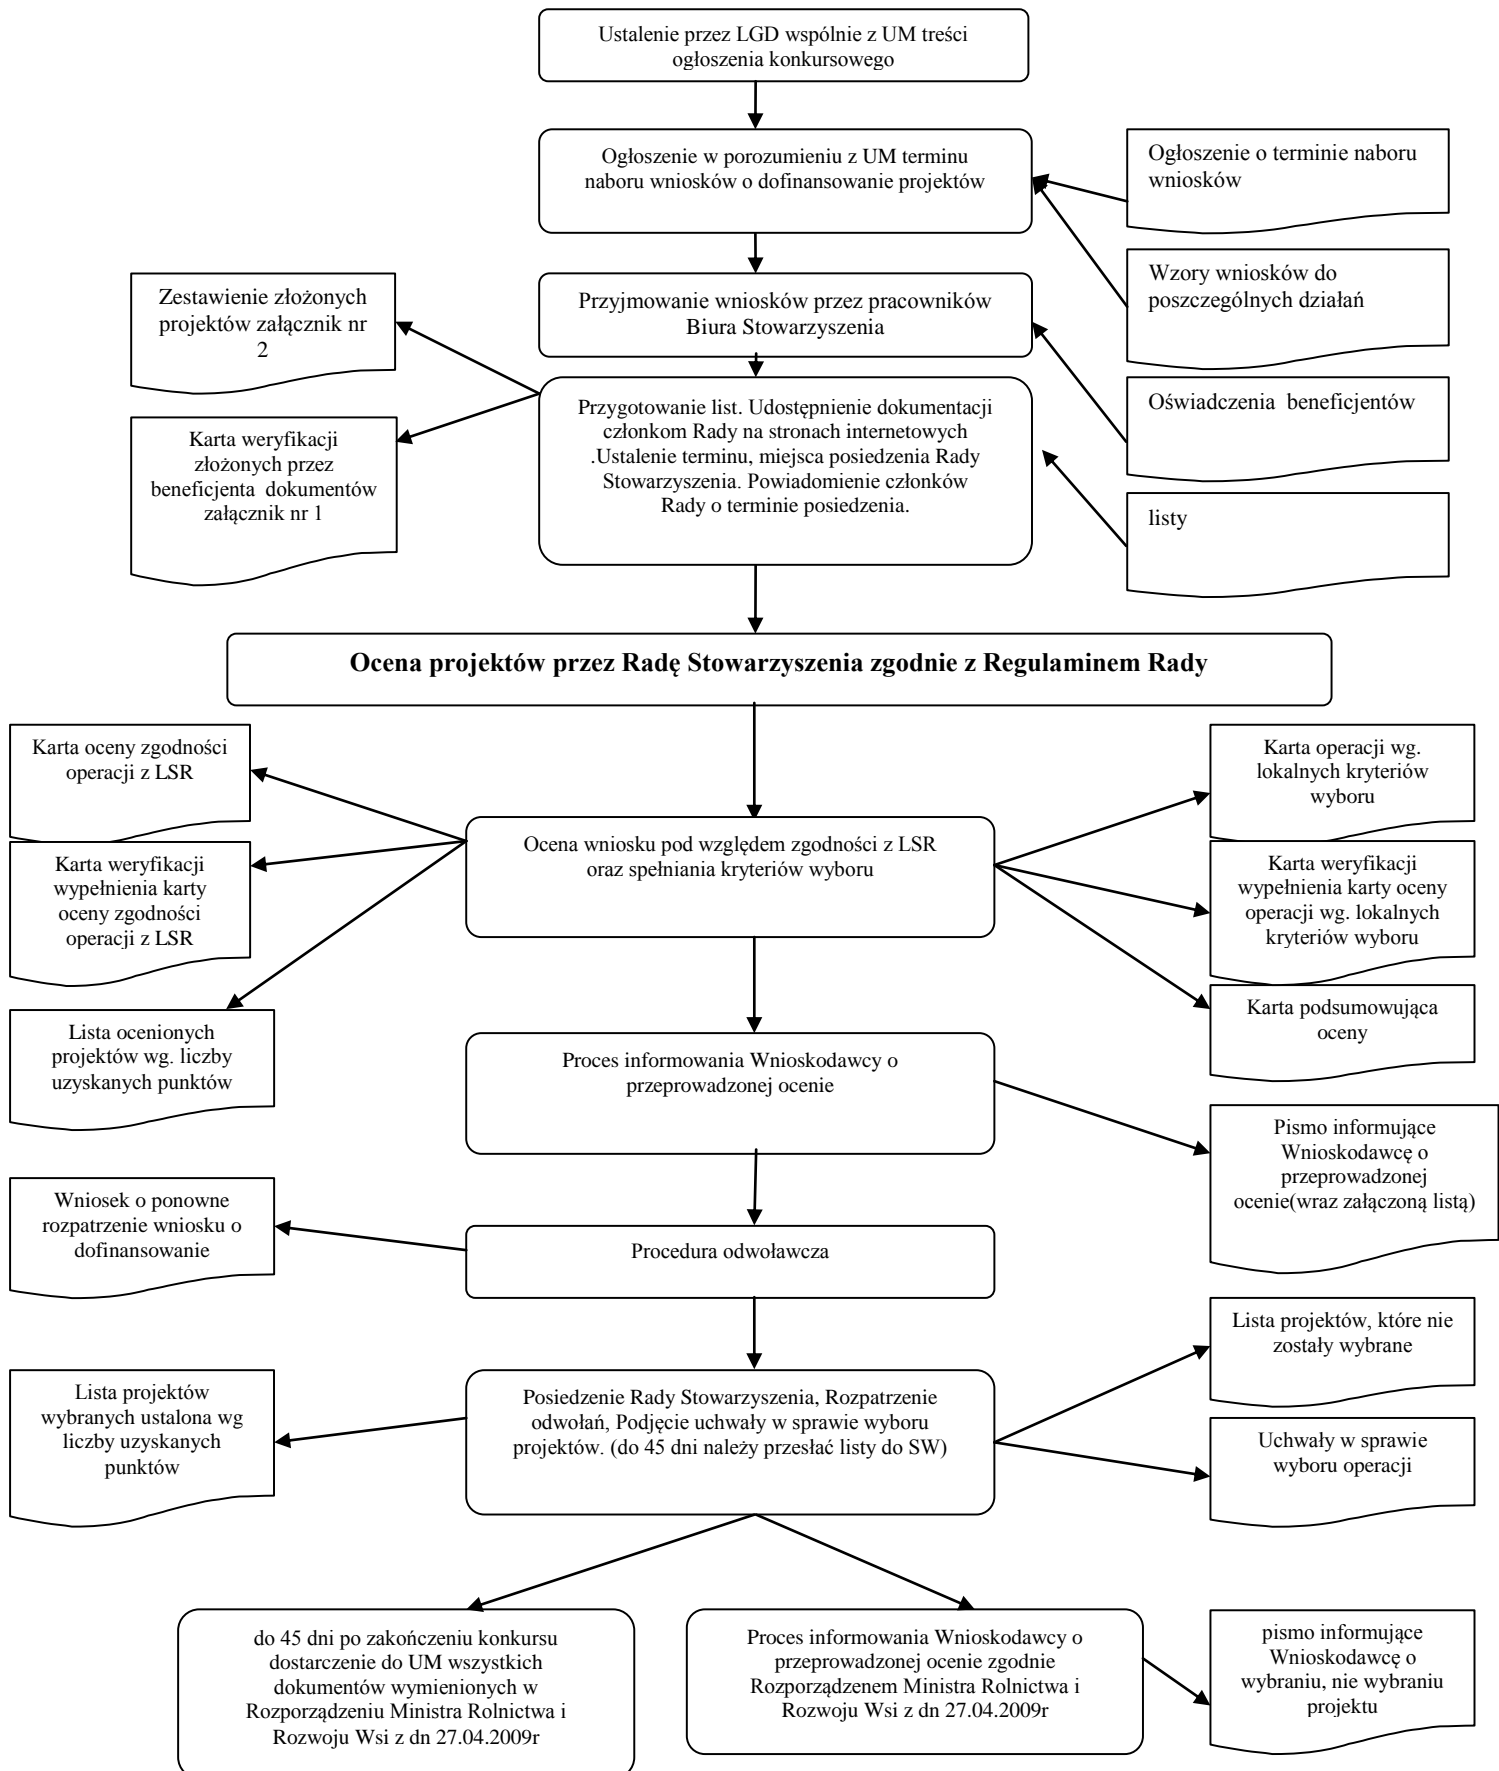 Ustalenie przez LGD wspólnie z UM treści
ogłoszenia konkursowego
Ogłoszenie w porozumieniu z UM terminu
naboru wniosków o dofinansowanie projektów
Ogłoszenie o terminie naboru
wniosków
Wzory wniosków do
poszczególnych działań
Zestawienie złożonych
projektów załącznik nr
2
Przyjmowanie wniosków przez pracowników
Biura Stowarzyszenia
Oświadczenia  beneficjentów
Karta weryfikacji
złożonych przez
beneficjenta  dokumentów
załącznik nr 1
Przygotowanie list. Udostępnienie dokumentacji
członkom Rady na stronach internetowych
.Ustalenie terminu, miejsca posiedzenia Rady
Stowarzyszenia. Powiadomienie członków
Rady o terminie posiedzenia.
listy
Ocena projektów przez Radę Stowarzyszenia zgodnie z Regulaminem Rady
Karta oceny zgodności
operacji z LSR
Karta operacji wg.
lokalnych kryteriów
wyboru
Karta weryfikacji
wypełnienia karty
oceny zgodności
operacji z LSR
Ocena wniosku pod względem zgodności z LSR
oraz spełniania kryteriów wyboru
Karta weryfikacji
wypełnienia karty oceny
operacji wg. lokalnych
kryteriów wyboru
Lista ocenionych
projektów wg. liczby
uzyskanych punktów
Karta podsumowująca
oceny
Proces informowania Wnioskodawcy o
przeprowadzonej ocenie
Pismo informujące
Wnioskodawcę o
przeprowadzonej
ocenie(wraz załączoną listą)
Wniosek o ponowne
rozpatrzenie wniosku o
dofinansowanie
Procedura odwoławcza
Lista projektów, które nie
zostały wybrane
Lista projektów
wybranych ustalona wg
liczby uzyskanych
punktów
Posiedzenie Rady Stowarzyszenia, Rozpatrzenie
odwołań, Podjęcie uchwały w sprawie wyboru
projektów. (do 45 dni należy przesłać listy do SW)
Uchwały w sprawie
wyboru operacji
do 45 dni po zakończeniu konkursu
dostarczenie do UM wszystkich
dokumentów wymienionych w
Rozporządzeniu Ministra Rolnictwa i
Rozwoju Wsi z dn 27.04.2009r
Proces informowania Wnioskodawcy o
przeprowadzonej ocenie zgodnie
Rozporządzenem Ministra Rolnictwa i
Rozwoju Wsi z dn 27.04.2009r
pismo informujące
Wnioskodawcę o
wybraniu, nie wybraniu
projektu